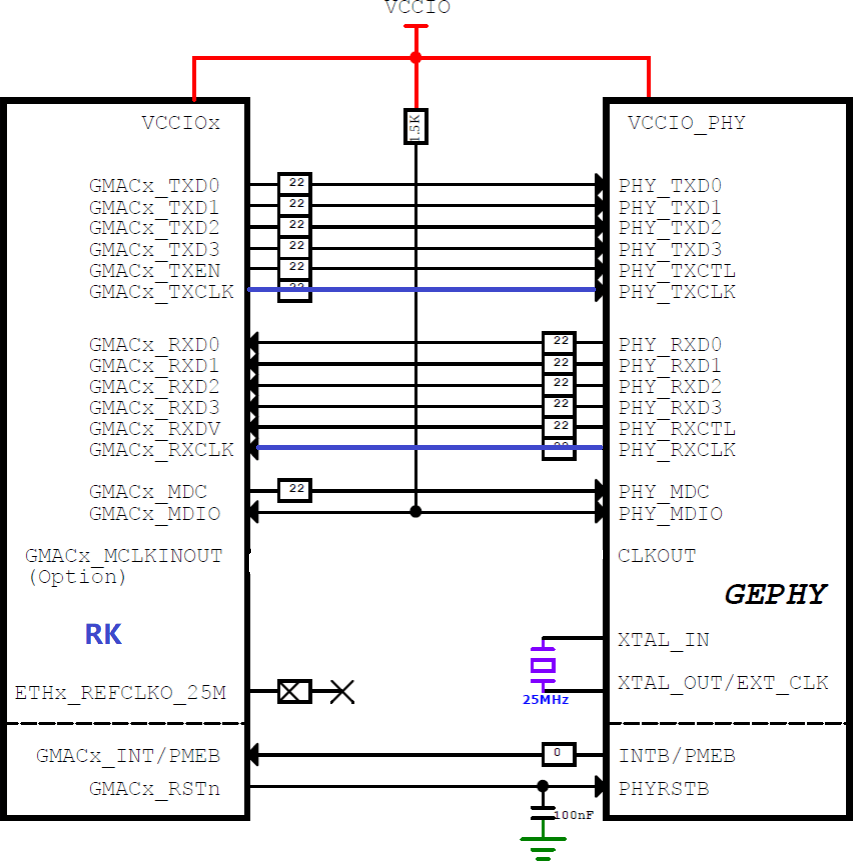 VCCIO
VCCIOx
1.5K
VCCIO_PHY
GMACx_TXD0 22 PHY_TXD0
GMACx_TXD1 22 PHY_TXD1
GMACx_TXD2 22 PHY_TXD2
GMACx_TXD3 22 PHY_TXD3
GMACx_TXEN 22 PHY_TXCTL
GMACx_TXCLK PHY_TXCLK
GMACx_RXD0 22 PHY_RXD0
GMACx_RXD1 22 PHY_RXD1
GMACx_RXD2 22 PHY_RXD2
GMACx_RXD3 22 PHY_RXD3
GMACx_RXDV 22 PHY_RXCTL
GMACx_RXCLK PHY_RXCLK
GMACx_MDC 22 PHY_MDC
GMACx_MDIO PHY_MDIO
GMACx_MCLKINOUT CLKOUT
(Option)
GEPHY
RK
XTAL_IN
ETHx_REFCLKO_25M XTAL_OUT/EXT_CLK
25MHz
GMACx_INT/PMEB 0 INTB/PMEB
GMACx_RSTn PHYRSTB
100nF